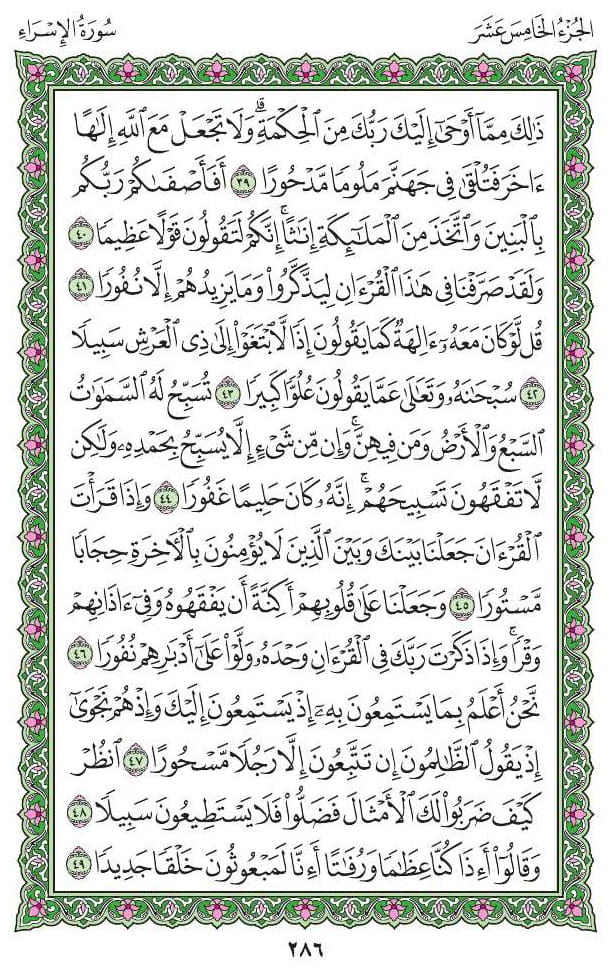 الجُزْءُ الخَامِسَ عَشَرَ
سُورَةُ الإِسْرَاءِ
ذَٰلِكَ مِمَّآ أَوْحَىٰٓ إِلَيْكَ رَبُّكَ مِنَ ٱلْحِكْمَةِۗ وَلَا تَجْعَلْ مَعَ ٱللَّهِ إِلَٰهًا
ءَاخَرَ فَتُلْقَىٰ فِى جَهَنَّمَ مَلُومًا مَّدْحُورًا ٣٩ أَفَأَصْفَىٰكُمْ رَبُّكُم
بِٱلْبَنِينَ وَٱتَّخَذَ مِنَ ٱلْمَلَٰٓئِكَةِ إِنَٰثًاۚ إِنَّكُمْ لَتَقُولُونَ قَوْلًا عَظِيمًا ٤٠
وَلَقَدْ صَرَّفْنَا فِى هَٰذَا ٱلْقُرْءَانِ لِيَذَّكَّرُوا۟ وَمَا يَزِيدُهُمْ إِلَّا نُفُورًا ٤١
قُل لَّوْ كَانَ مَعَهُۥٓ ءَالِهَةٌ كَمَا يَقُولُونَ إِذًا لَّٱبْتَغَوْا۟ إِلَىٰ ذِى ٱلْعَرْشِ سَبِيلًا
٤٢ سُبْحَٰنَهُۥ وَتَعَٰلَىٰ عَمَّا يَقُولُونَ عُلُوًّا كَبِيرًا ٤٣ تُسَبِّحُ لَهُ ٱلسَّمَٰوَٰتُ
ٱلسَّبْعُ وَٱلْأَرْضُ وَمَن فِيهِنَّۚ وَإِن مِّن شَىْءٍ إِلَّا يُسَبِّحُ بِحَمْدِهِۦ وَلَٰكِن
لَّا تَفْقَهُونَ تَسْبِيحَهُمْۚ إِنَّهُۥ كَانَ حَلِيمًا غَفُورًا ٤٤ وَإِذَا قَرَأْتَ
ٱلْقُرْءَانَ جَعَلْنَا بَيْنَكَ وَبَيْنَ ٱلَّذِينَ لَا يُؤْمِنُونَ بِٱلْءَاخِرَةِ حِجَابًا
مَّسْتُورًا ٤٥ وَجَعَلْنَا عَلَىٰ قُلُوبِهِمْ أَكِنَّةً أَن يَفْقَهُوهُ وَفِىٓ ءَاذَانِهِمْ
وَقْرًاۚ وَإِذَا ذَكَرْتَ رَبَّكَ فِى ٱلْقُرْءَانِ وَحْدَهُۥ وَلَّوْا۟ عَلَىٰٓ أَدْبَٰرِهِمْ نُفُورًا ٤٦
نَّحْنُ أَعْلَمُ بِمَا يَسْتَمِعُونَ بِهِۦٓ إِذْ يَسْتَمِعُونَ إِلَيْكَ وَإِذْ هُمْ نَجْوَىٰٓ
إِذْ يَقُولُ ٱلظَّٰلِمُونَ إِن تَتَّبِعُونَ إِلَّا رَجُلًا مَّسْحُورًا ٤٧ ٱنظُرْ
كَيْفَ ضَرَبُوا۟ لَكَ ٱلْأَمْثَالَ فَضَلُّوا۟ فَلَا يَسْتَطِيعُونَ سَبِيلًا ٤٨
وَقَالُوٓا۟ أَءِذَا كُنَّا عِظَٰمًا وَرُفَٰتًا أَءِنَّا لَمَبْعُوثُونَ خَلْقًا جَدِيدًا ٤٩
٢٨٦